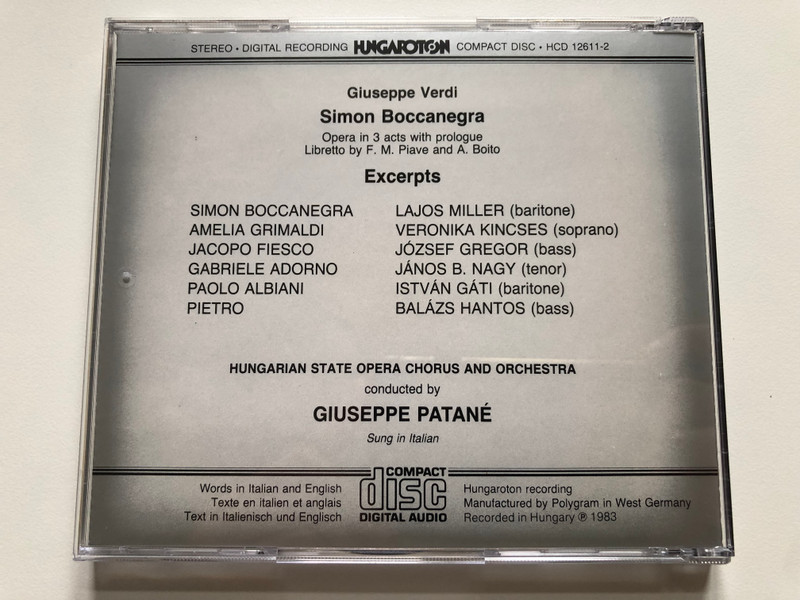 STEREO • DIGITAL RECORDING HUNGAROTON COMPACT DISC • HCD 12611-2
Giuseppe Verdi
Simon Boccanegra
Opera in 3 acts with prologue
Libretto by F. M. Piave and A. Boito
Excerpts
SIMON BOCCANEGRA LAJOS MILLER (baritone)
AMELIA GRIMALDI VERONIKA KINCSES (soprano)
JACOPO FIESCO JÓZSEF GREGOR (bass)
GABRIELE ADORNO JÁNOS B. NAGY (tenor)
PAOLO ALBIANI ISTVÁN GÁTI (baritone)
PIETRO BALÁZS HANTOS (bass)
HUNGARIAN STATE OPERA CHORUS AND ORCHESTRA
conducted by
GIUSEPPE PATANÉ
Sung in Italian
Words in Italian and English
Texte en italien et anglais
Text in Italienisch und Englisch
COMPACT
disc
DIGITAL AUDIO
Hungaroton recording
Manufactured by Polygram in West Germany
Recorded in Hungary ℗ 1983